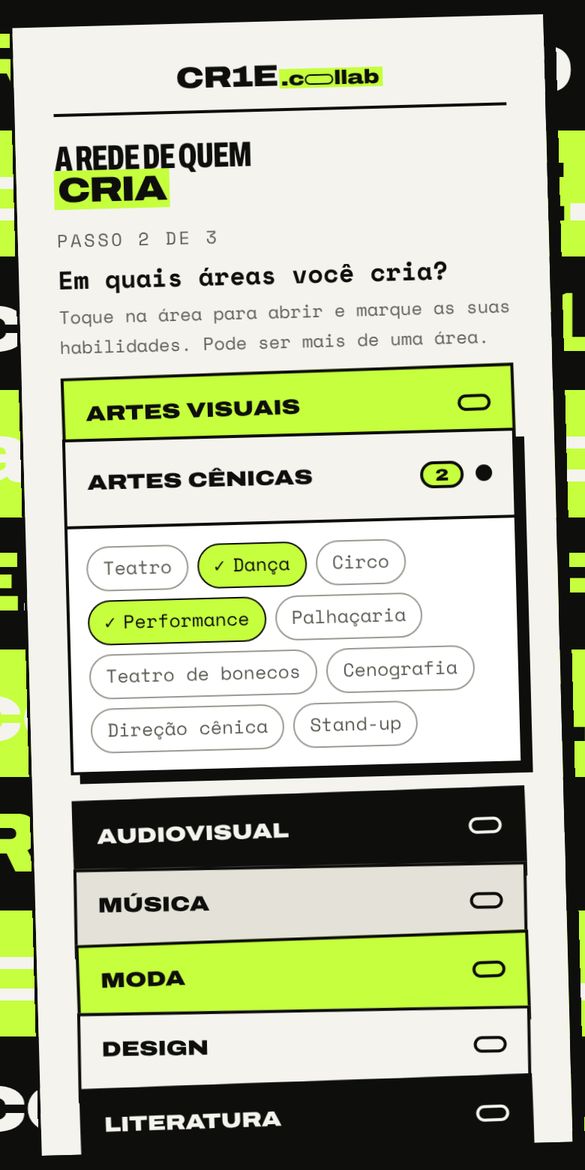 CR1E.collab
A REDE DE QUEM
CRIA
PASSO 2 DE 3
Em quais áreas você cria?
Toque na área para abrir e marque as suas
habilidades. Pode ser mais de uma área.
ARTES VISUAIS
ARTES CÊNICAS 2
Teatro ✓ Dança Circo
✓ Performance Palhaçaria
Teatro de bonecos Cenografia
Direção cênica Stand-up
AUDIOVISUAL
MÚSICA
MODA
DESIGN
LITERATURA